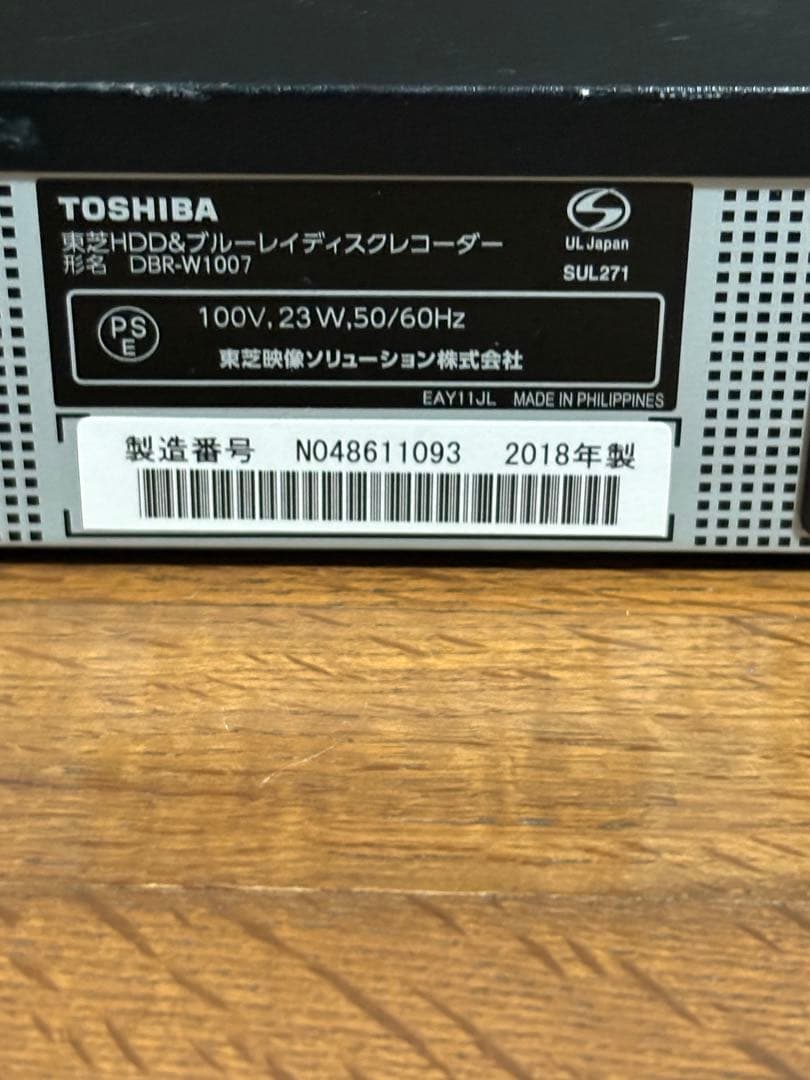 TOSHIBA
東芝HDD&ブルーレイディスクレコーダー
形名 DBR-W1007
UL Japan
SUL271
PS
E
100V, 23W, 50/60Hz
東芝映像ソリューション株式会社
EAY11JL MADE IN PHILIPPINES
製造番号 N048611093 2018年製